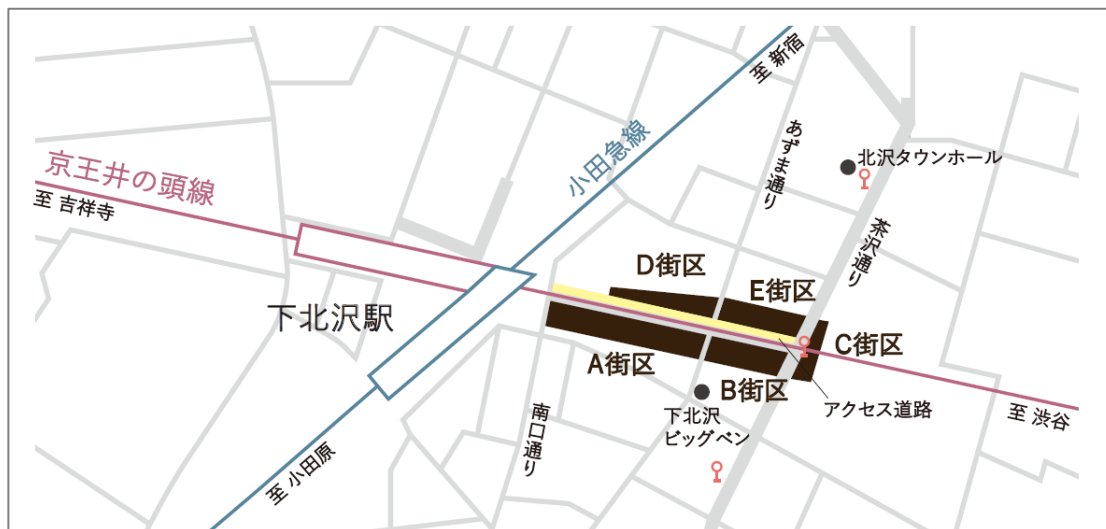 至 新宿
小田急線
あずま通り
北沢タウンホール
京王井の頭線
至 吉祥寺
茶沢通り
D街区
E街区
下北沢駅
C街区
A街区
B街区
アクセス道路
至 渋谷
下北沢
ビッグベン
南口通り
至 小田原